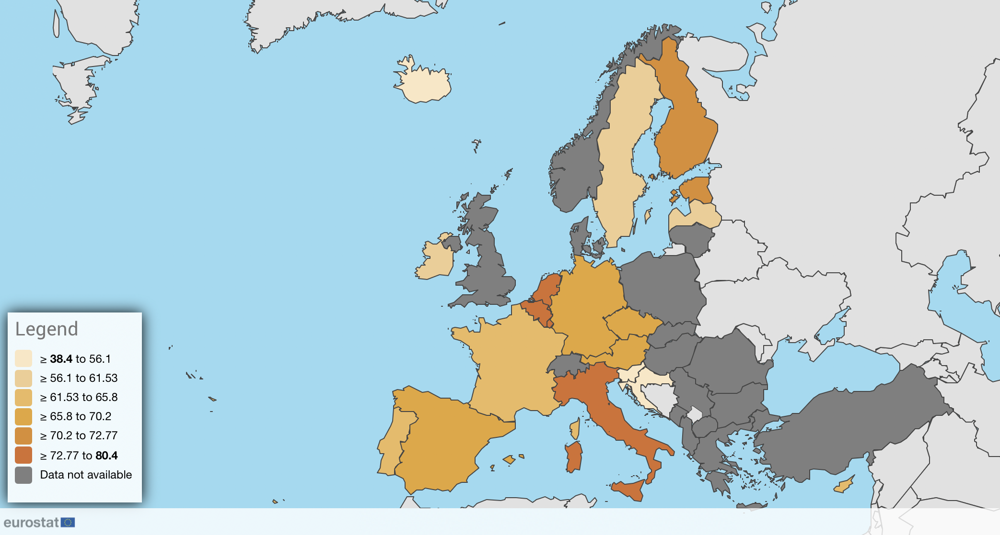 Legend
≥ 38.4 to 56.1
≥ 56.1 to 61.53
≥ 61.53 to 65.8
≥ 65.8 to 70.2
≥ 70.2 to 72.77
≥ 72.77 to 80.4
Data not available
eurostat